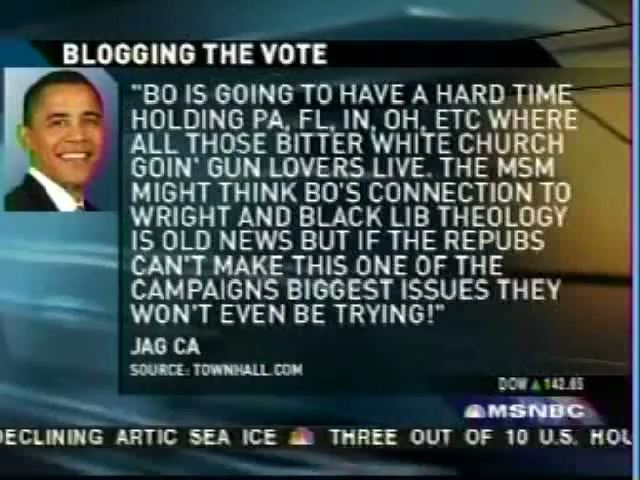 BLOGGING THE VOTE
"BO IS GOING TO HAVE A HARD TIME
HOLDING PA, FL, IN, OH, ETC WHERE
ALL THOSE BITTER WHITE CHURCH
GOIN' GUN LOVERS LIVE. THE MSM
MIGHT THINK BO'S CONNECTION TO
WRIGHT AND BLACK LIB THEOLOGY
IS OLD NEWS BUT IF THE REPUBS
CAN'T MAKE THIS ONE OF THE
CAMPAIGNS BIGGEST ISSUES THEY
WON'T EVEN BE TRYING!"
JAG CA
SOURCE: TOWNHALL.COM
DOW ▲142.65
MSNBC
DECLINING ARTIC SEA ICE THREE OUT OF 10 U.S. HOU